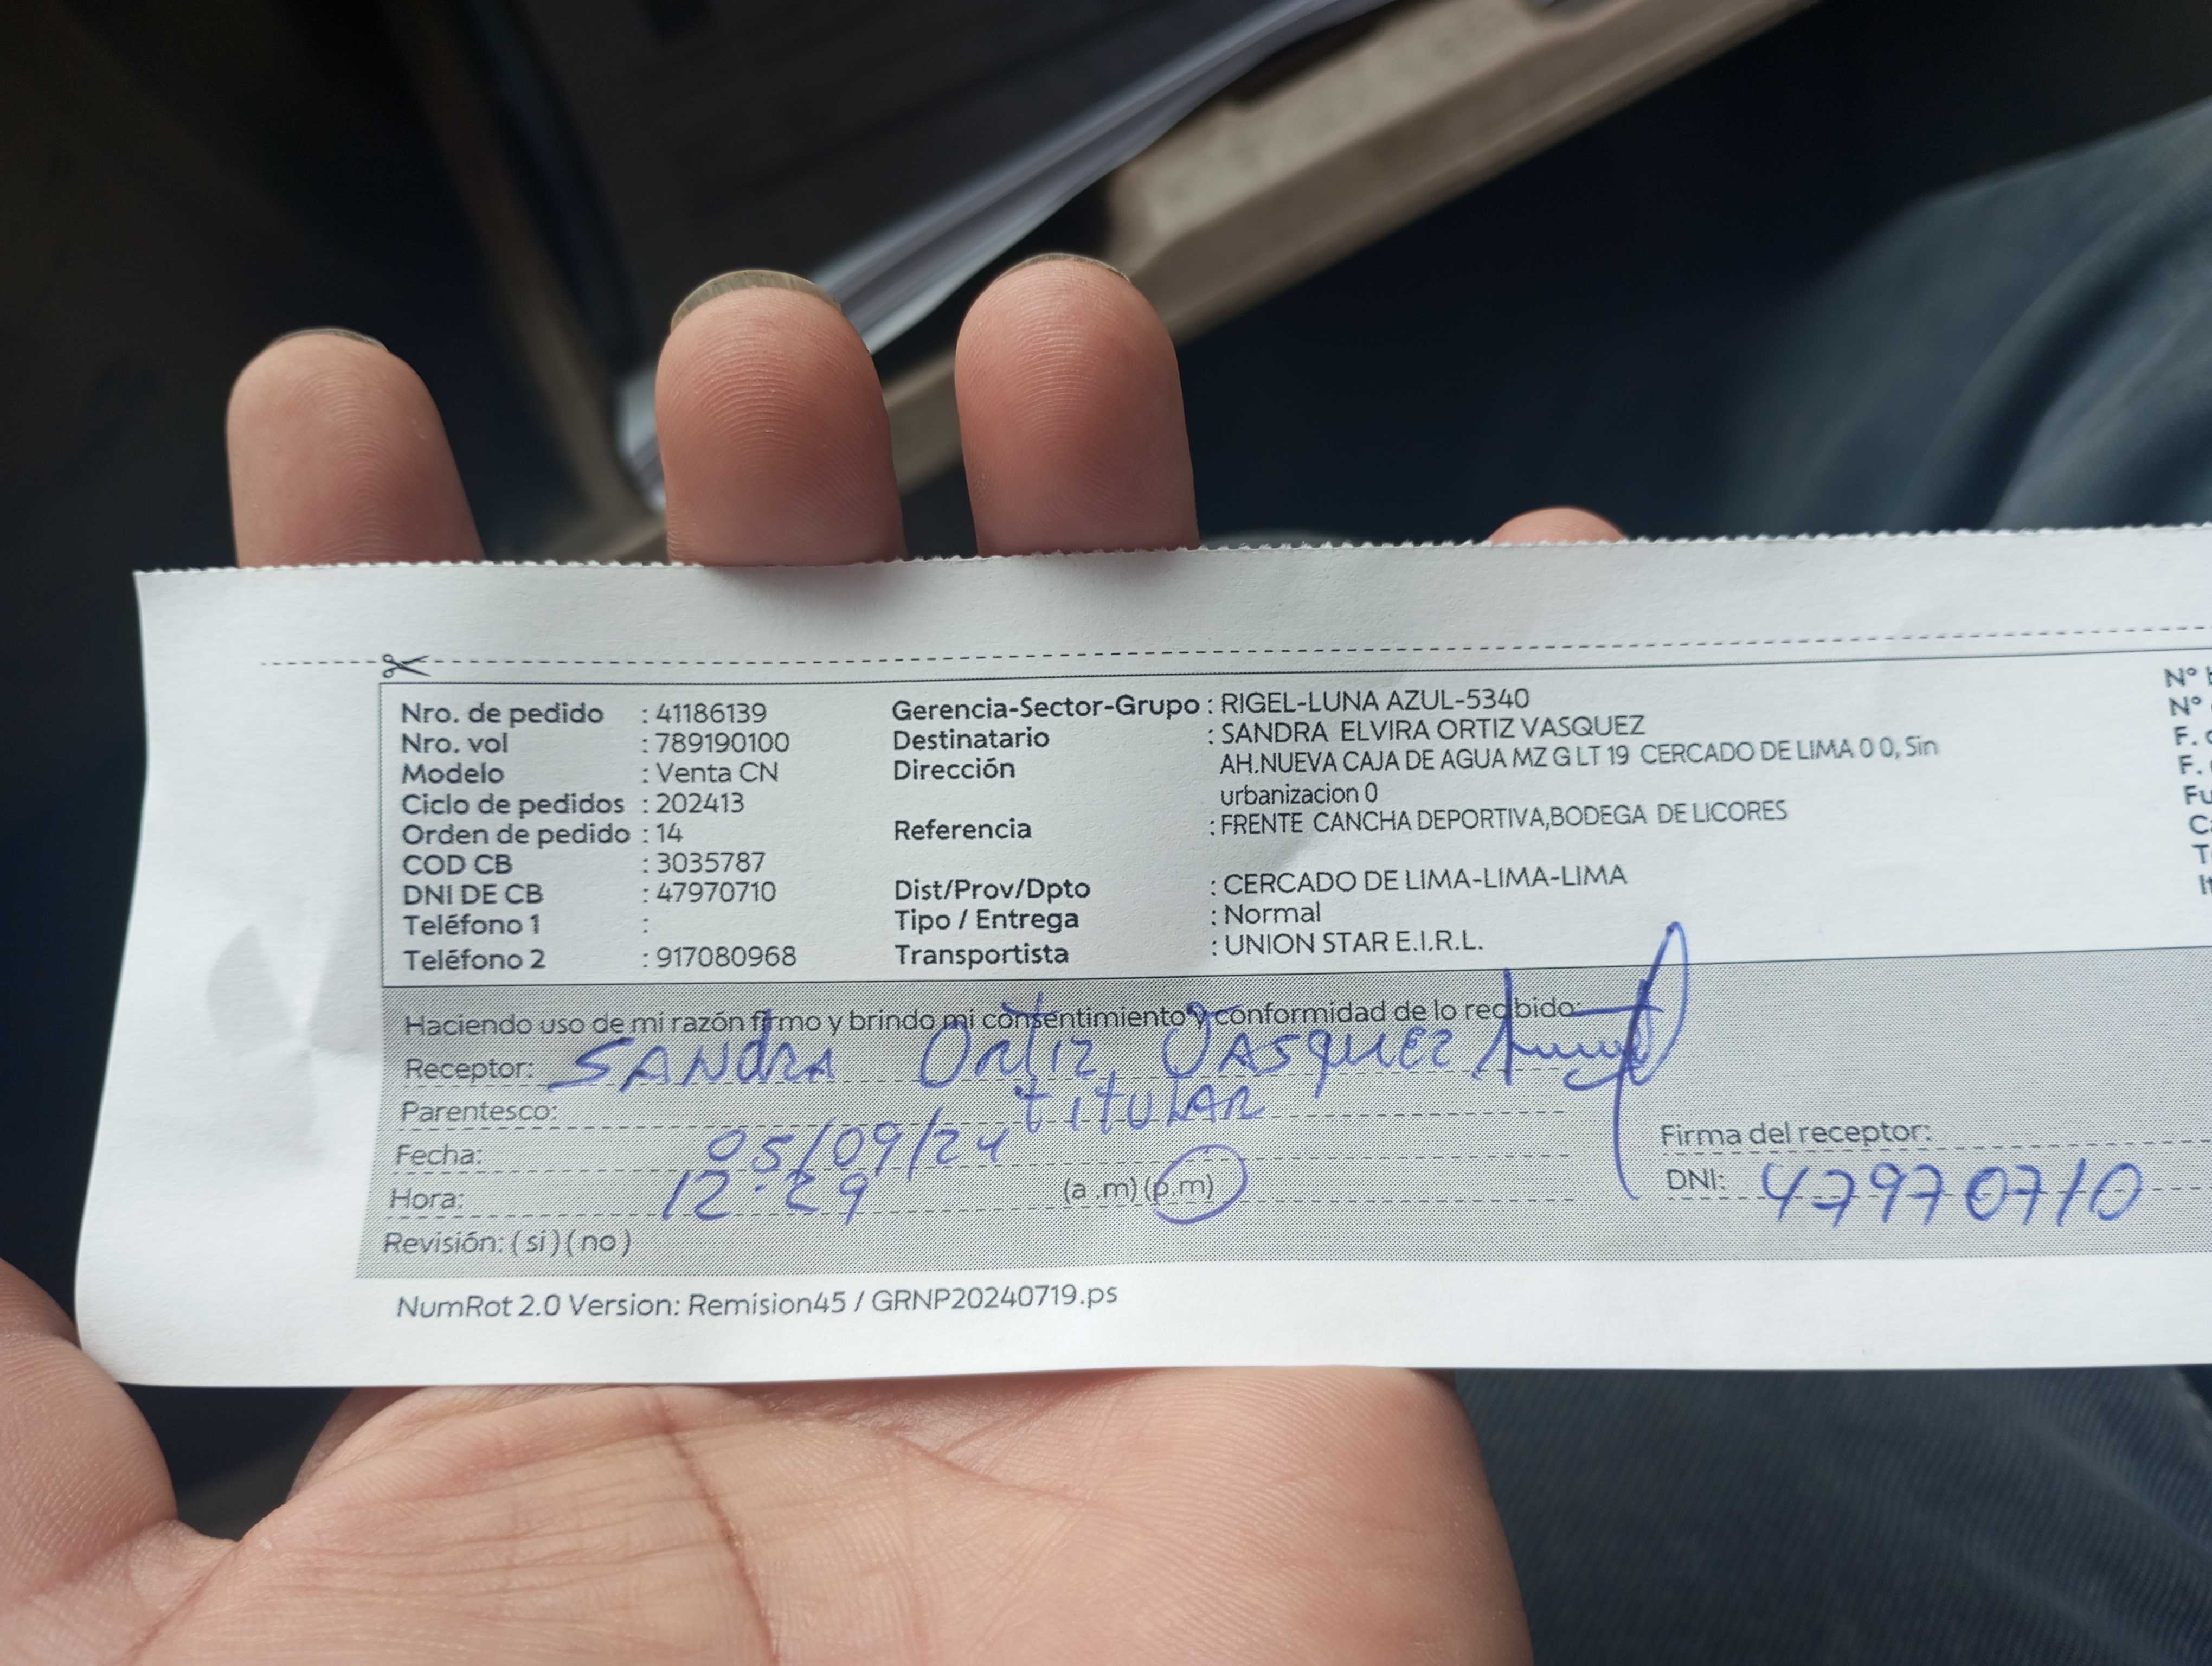 Nro. de pedido : 41186139 Gerencia-Sector-Grupo : RIGEL-LUNA AZUL-5340 N°
Nro. vol : 789190100 Destinatario : SANDRA ELVIRA ORTIZ VASQUEZ N°
Modelo : Venta CN Dirección AH.NUEVA CAJA DE AGUA MZ G LT 19 CERCADO DE LIMA 0 0, Sin F.
Ciclo de pedidos : 202413 urbanizacion 0 F.
Orden de pedido : 14 Referencia : FRENTE CANCHA DEPORTIVA,BODEGA DE LICORES
COD CB : 3035787
DNI DE CB : 47970710 Dist/Prov/Dpto : CERCADO DE LIMA-LIMA-LIMA
Teléfono 1 : Tipo / Entrega : Normal
Teléfono 2 : 917080968 Transportista : UNION STAR E.I.R.L.
Haciendo uso de mi razón firmo y brindo mi consentimiento y conformidad de lo recibido:
Receptor: SANdRA ORtiz VASQUEZ
Parentesco: titULAR
Fecha: 05/09/24 Firma del receptor:
Hora: 12:29 (a .m) (p.m) DNI: 47970710
Revisión: ( si ) ( no )
NumRot 2.0 Version: Remision45 / GRNP20240719.ps